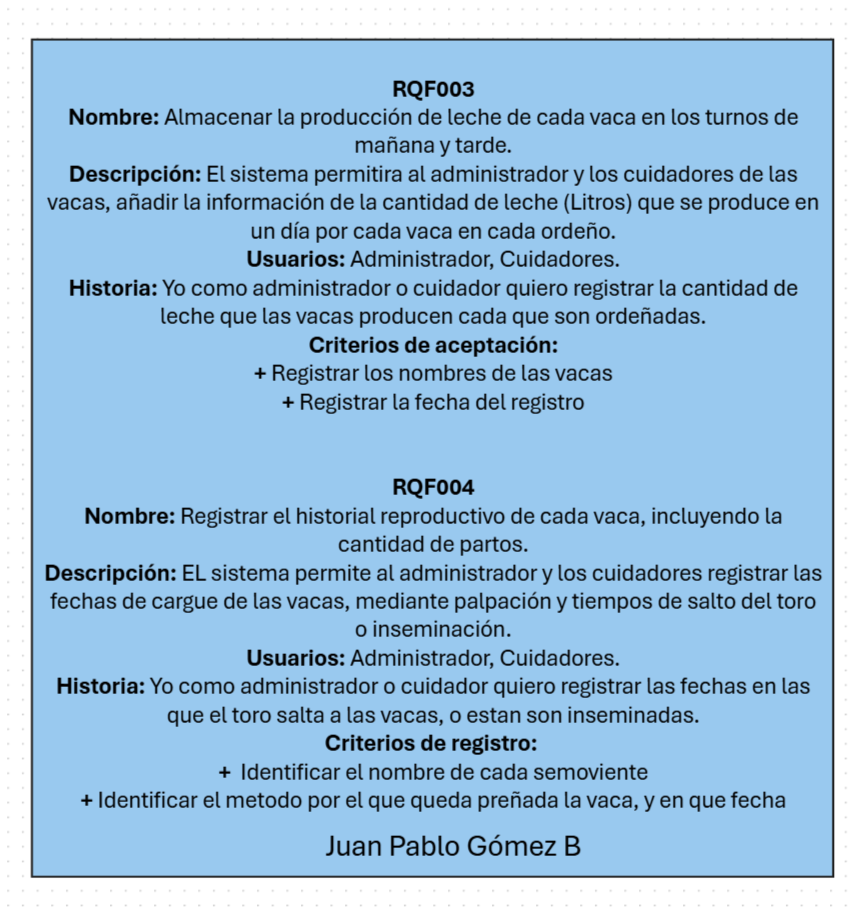 RQF003
Nombre: Almacenar la producción de leche de cada vaca en los turnos de
mañana y tarde.
Descripción: El sistema permitira al administrador y los cuidadores de las
vacas, añadir la información de la cantidad de leche (Litros) que se produce en
un día por cada vaca en cada ordeño.
Usuarios: Administrador, Cuidadores.
Historia: Yo como administrador o cuidador quiero registrar la cantidad de
leche que las vacas producen cada que son ordeñadas.
Criterios de aceptación:
+ Registrar los nombres de las vacas
+ Registrar la fecha del registro
RQF004
Nombre: Registrar el historial reproductivo de cada vaca, incluyendo la
cantidad de partos.
Descripción: EL sistema permite al administrador y los cuidadores registrar las
fechas de cargue de las vacas, mediante palpación y tiempos de salto del toro
o inseminación.
Usuarios: Administrador, Cuidadores.
Historia: Yo como administrador o cuidador quiero registrar las fechas en las
que el toro salta a las vacas, o estan son inseminadas.
Criterios de registro:
+ Identificar el nombre de cada semoviente
+ Identificar el metodo por el que queda preñada la vaca, y en que fecha
Juan Pablo Gómez B